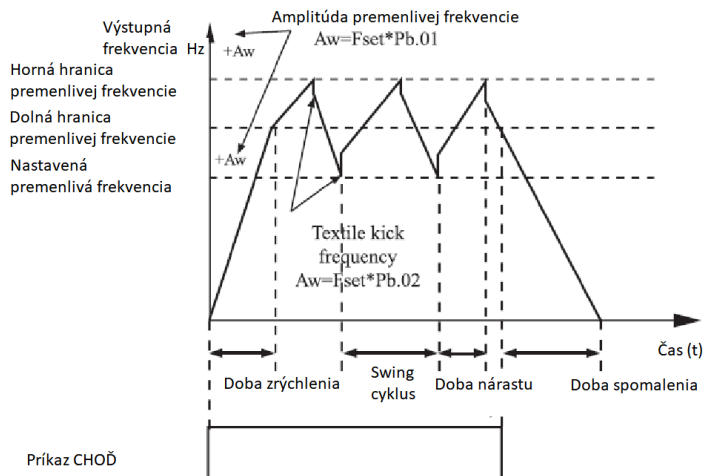 Amplitúda premenlivej frekvencie
Aw=Fset*Pb.01
Výstupná
frekvencia Hz
+Aw
Horná hranica
premenlivej frekvencie
Dolná hranica
premenlivej frekvencie
+Aw
Nastavená
premenlivá frekvencia
Textile kick
frequency
Aw=Fset*Pb.02
Čas (t)
Doba zrýchlenia
Swing
cyklus
Doba nárastu
Doba spomalenia
Príkaz CHOĎ